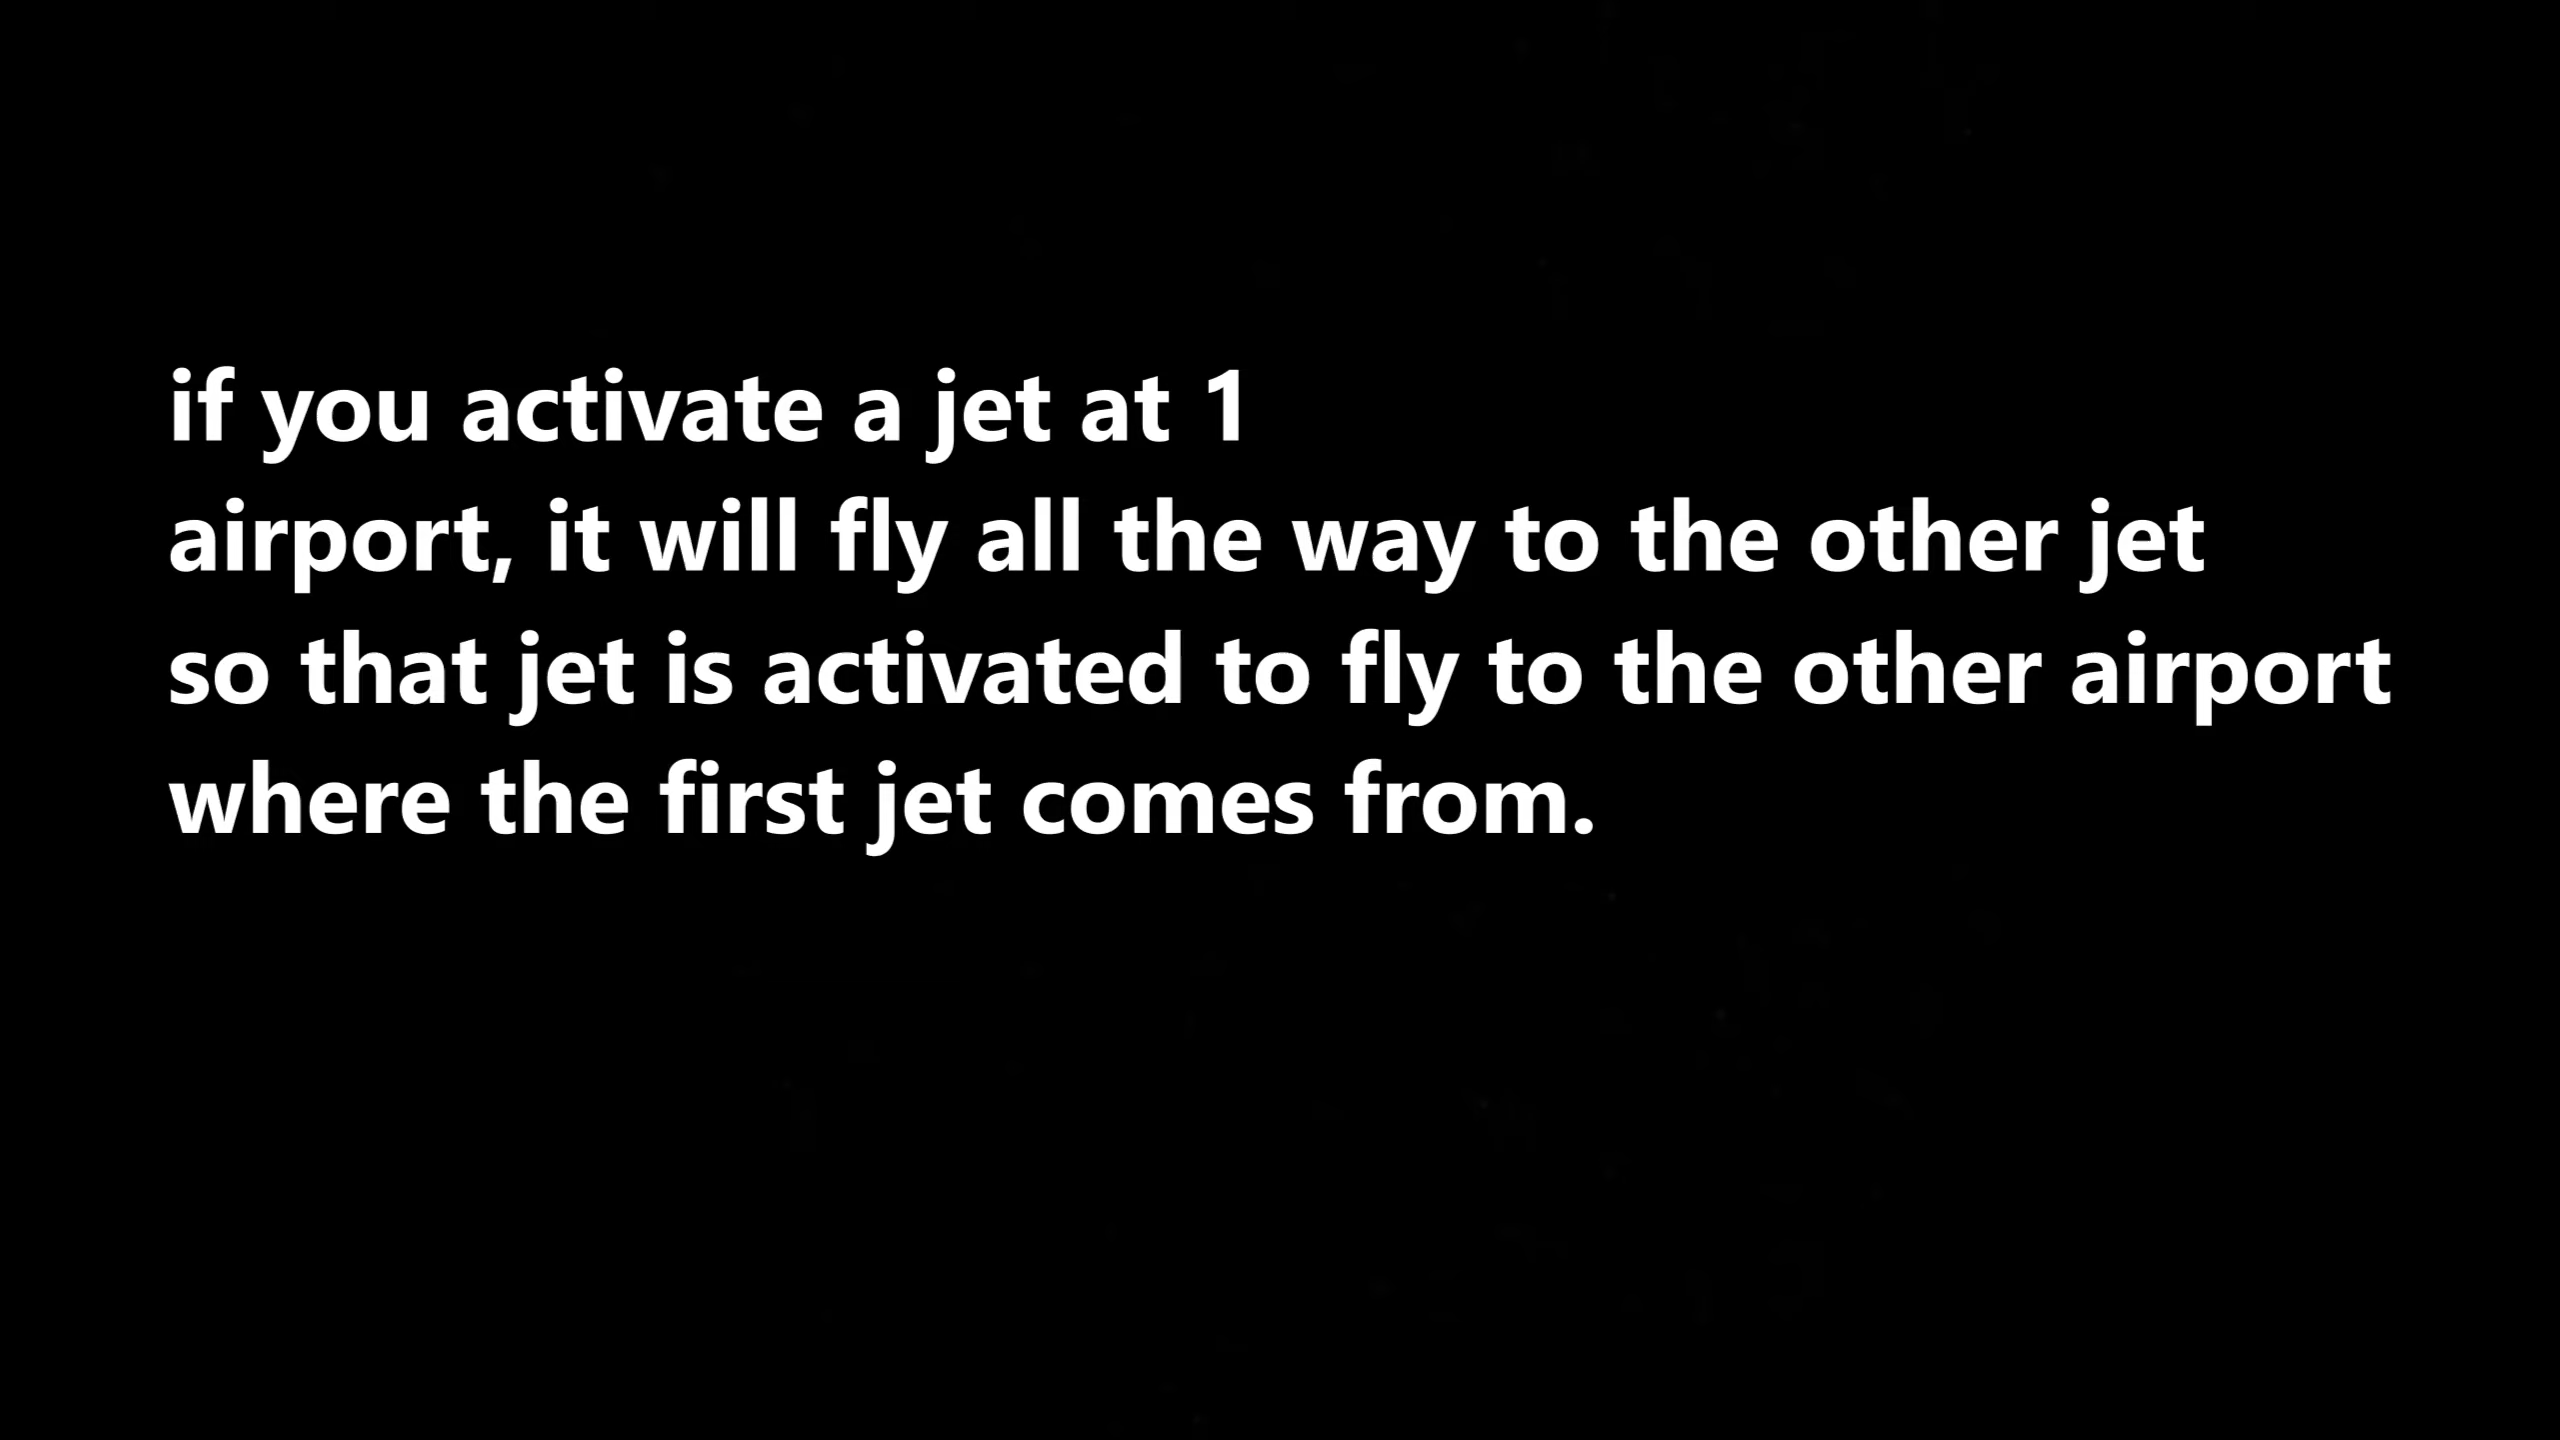 if you activate a jet at 1
airport, it will fly all the way to the other jet
so that jet is activated to fly to the other airport
where the first jet comes from.